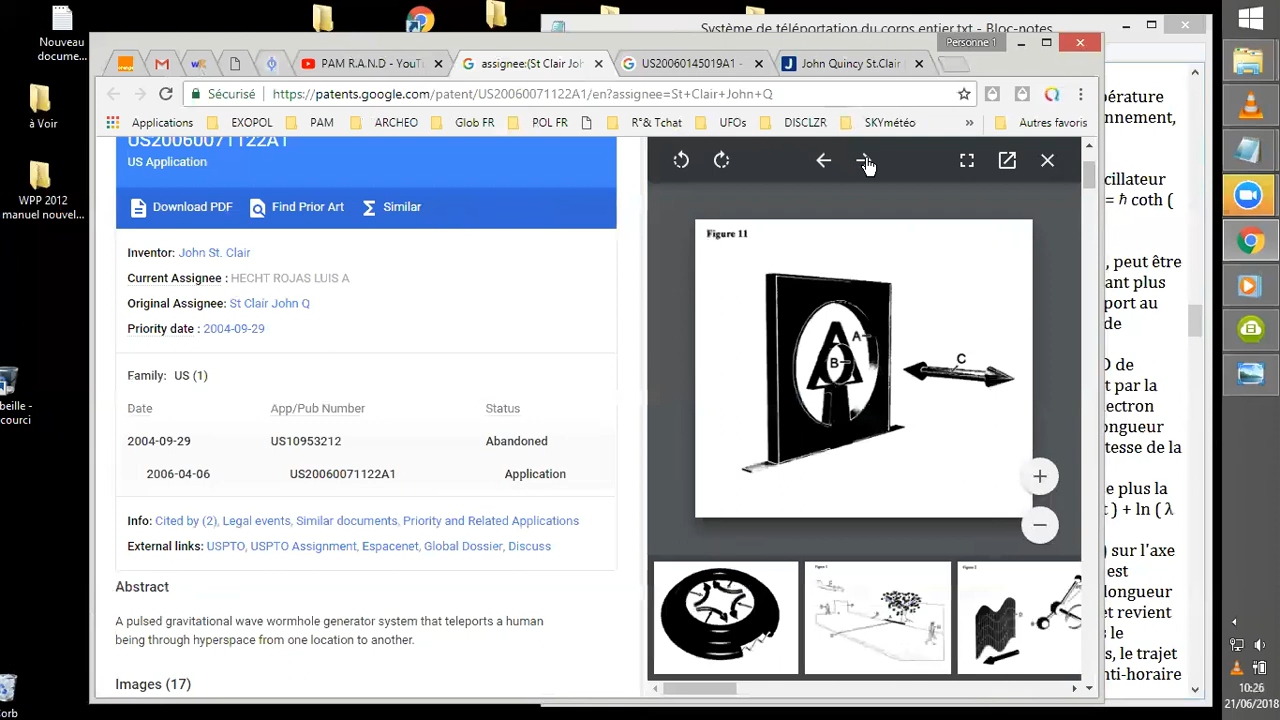 Nouveau
docume...
à Voir
WPP 2012
manuel nouvel...
beille -
courci
Corb
Système de téléportation du corps entier.txt - Bloc-notes
Personne 1
PAM R.A.N.D - YouT
assignee:(St Clair Joh
US20060145019A1 -
John Quincy St.Clair
Sécurisé
https://patents.google.com/patent/US20060071122A1/en?assignee=St+Clair+John+Q
Applications
EXOPOL
PAM
ARCHEO
Glob FR
POL FR
R°& Tchat
UFOs
DISCLZR
SKYmétéo
»
Autres favoris
US20060071122A1
US Application
Download PDF
Find Prior Art
Similar
Inventor: John St. Clair
Current Assignee : HECHT ROJAS LUIS A
Original Assignee: St Clair John Q
Priority date : 2004-09-29
Family: US (1)
Date App/Pub Number Status
2004-09-29 US10953212 Abandoned
2006-04-06 US20060071122A1 Application
Info: Cited by (2), Legal events, Similar documents, Priority and Related Applications
External links: USPTO, USPTO Assignment, Espacenet, Global Dossier, Discuss
Abstract
A pulsed gravitational wave wormhole generator system that teleports a human
being through hyperspace from one location to another.
Images (17)
Figure 11
A
B
C
pérature
onnement,
cillateur
= ℏ coth (
, peut être
ant plus
port au
de
D de
t par la
lectron
ongueur
tesse de la
e plus la
t ) + ln ( λ
) sur l'axe
est
longueur
et revient
s le
s, le trajet
nti-horaire
10:26
21/06/2018